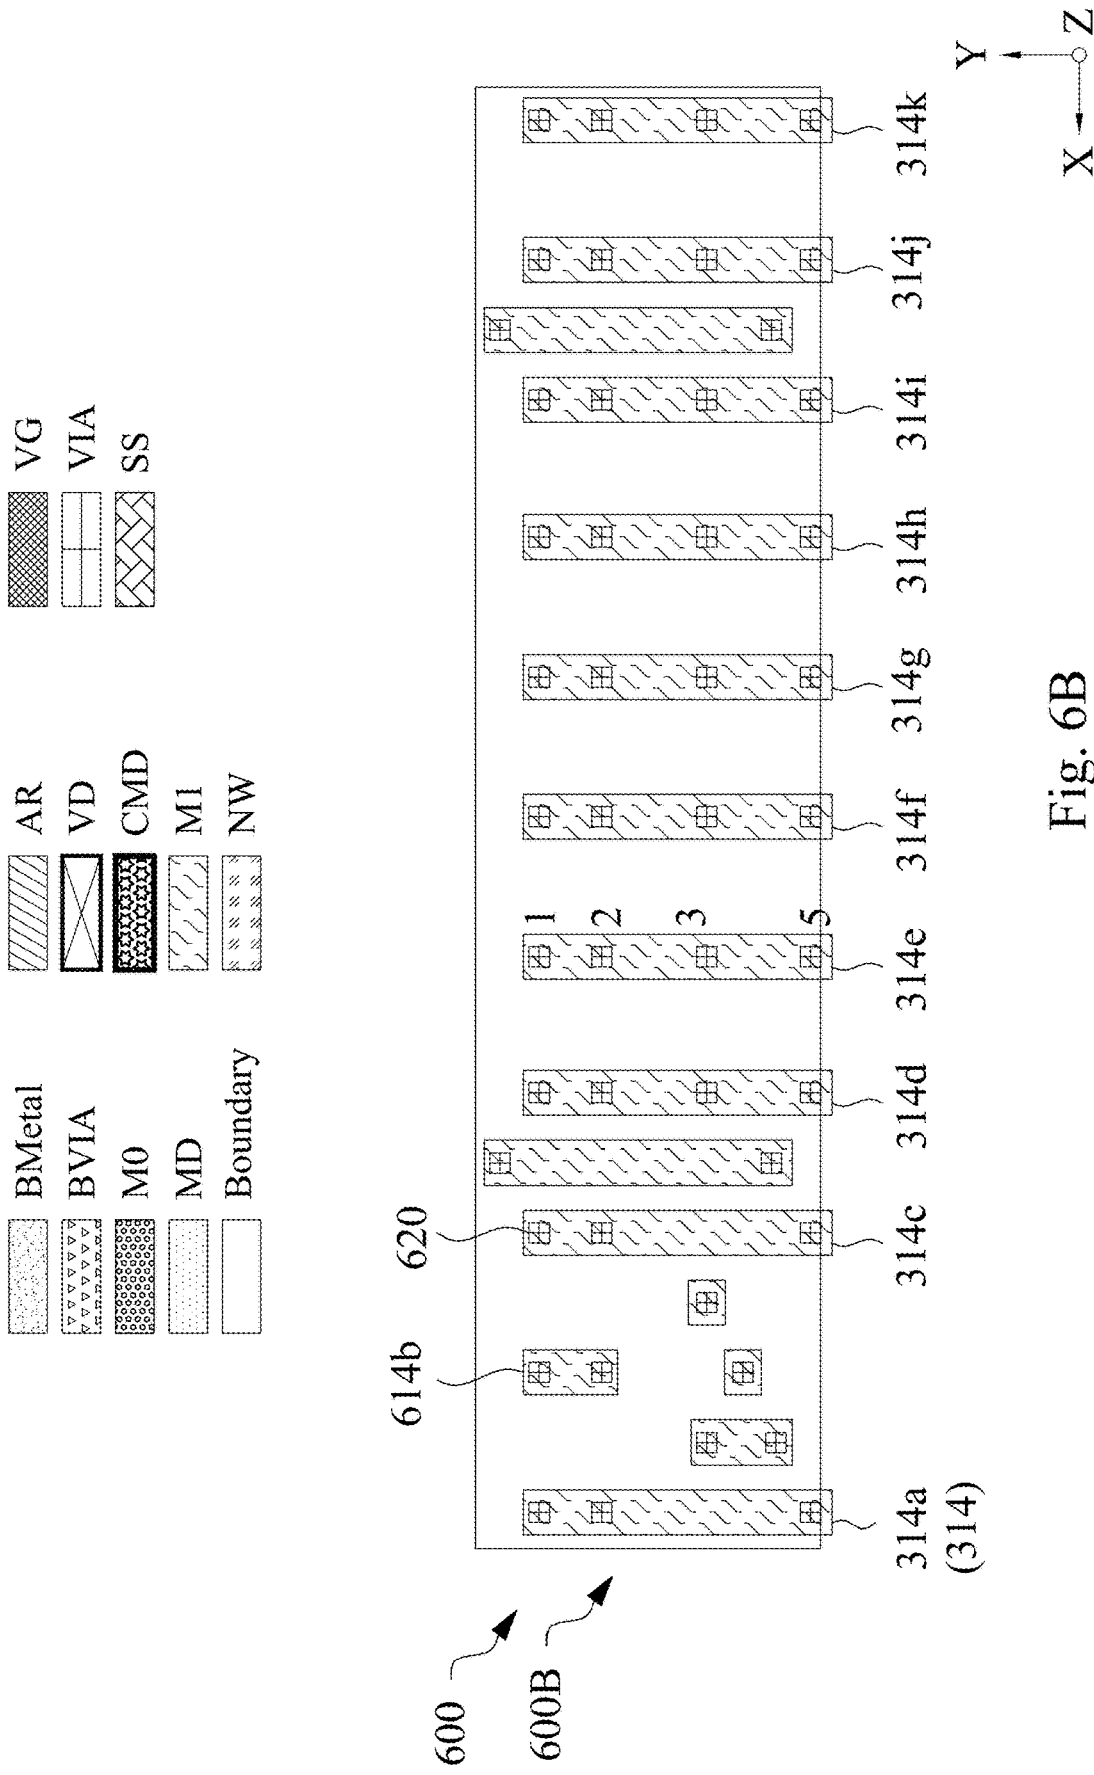 BMetal
BVIA
M0
MD
Boundary
AR
VD
CMD
M1
NW
VG
VIA
SS
600
600B
614b
620
1
2
3
5
314a
(314)
314c
314d
314e
314f
314g
314h
314i
314j
314k
X
Y
Z
Fig. 6B